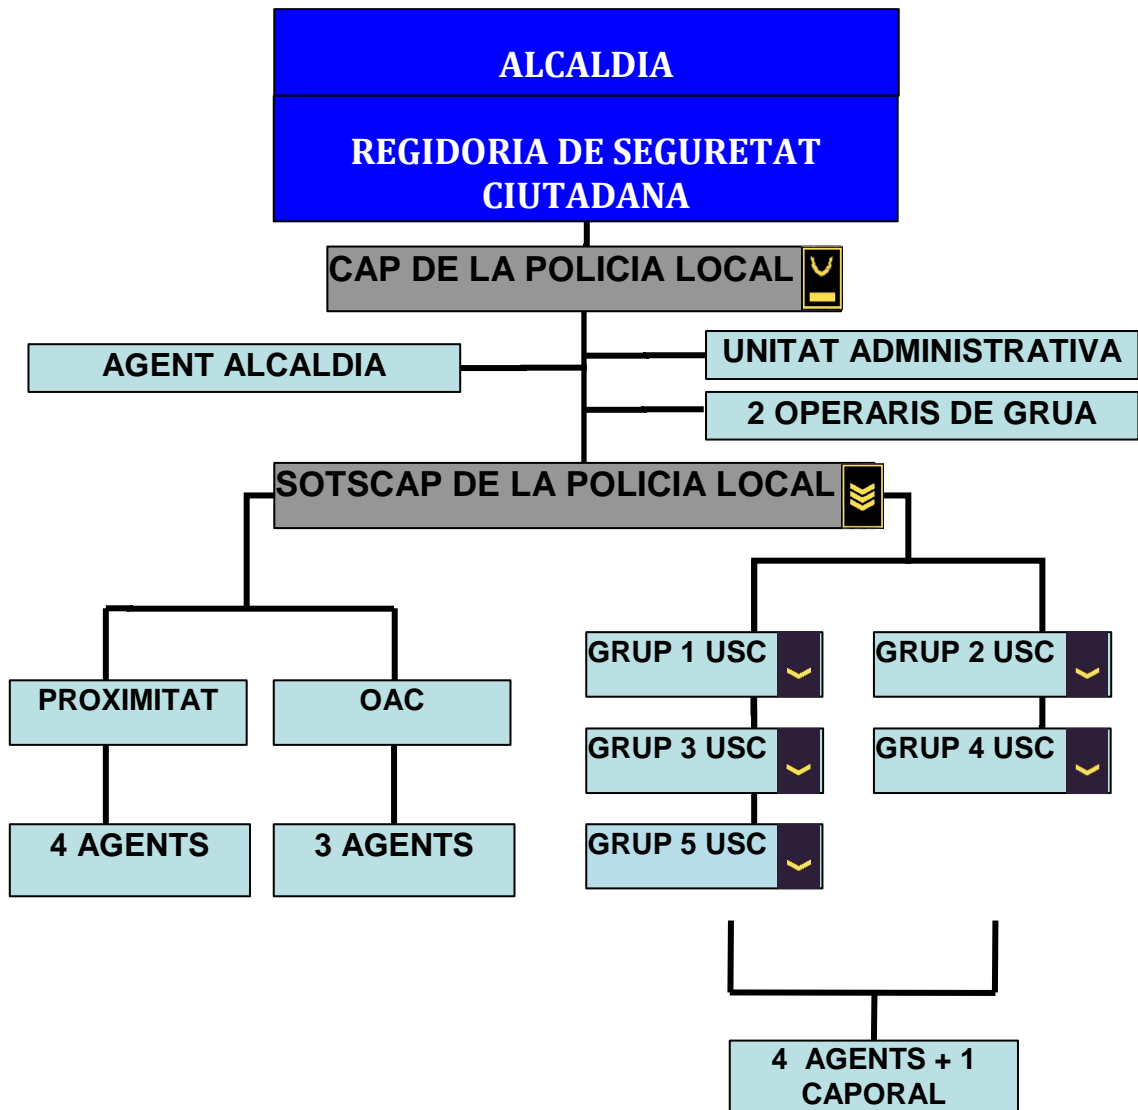 ALCALDIA
REGIDORIA DE SEGURETAT
CIUTADANA
CAP DE LA POLICIA LOCAL
AGENT ALCALDIA
UNITAT ADMINISTRATIVA
2 OPERARIS DE GRUA
SOTSCAP DE LA POLICIA LOCAL
PROXIMITAT
OAC
4 AGENTS
3 AGENTS
GRUP 1 USC
GRUP 2 USC
GRUP 3 USC
GRUP 4 USC
GRUP 5 USC
4 AGENTS + 1
CAPORAL